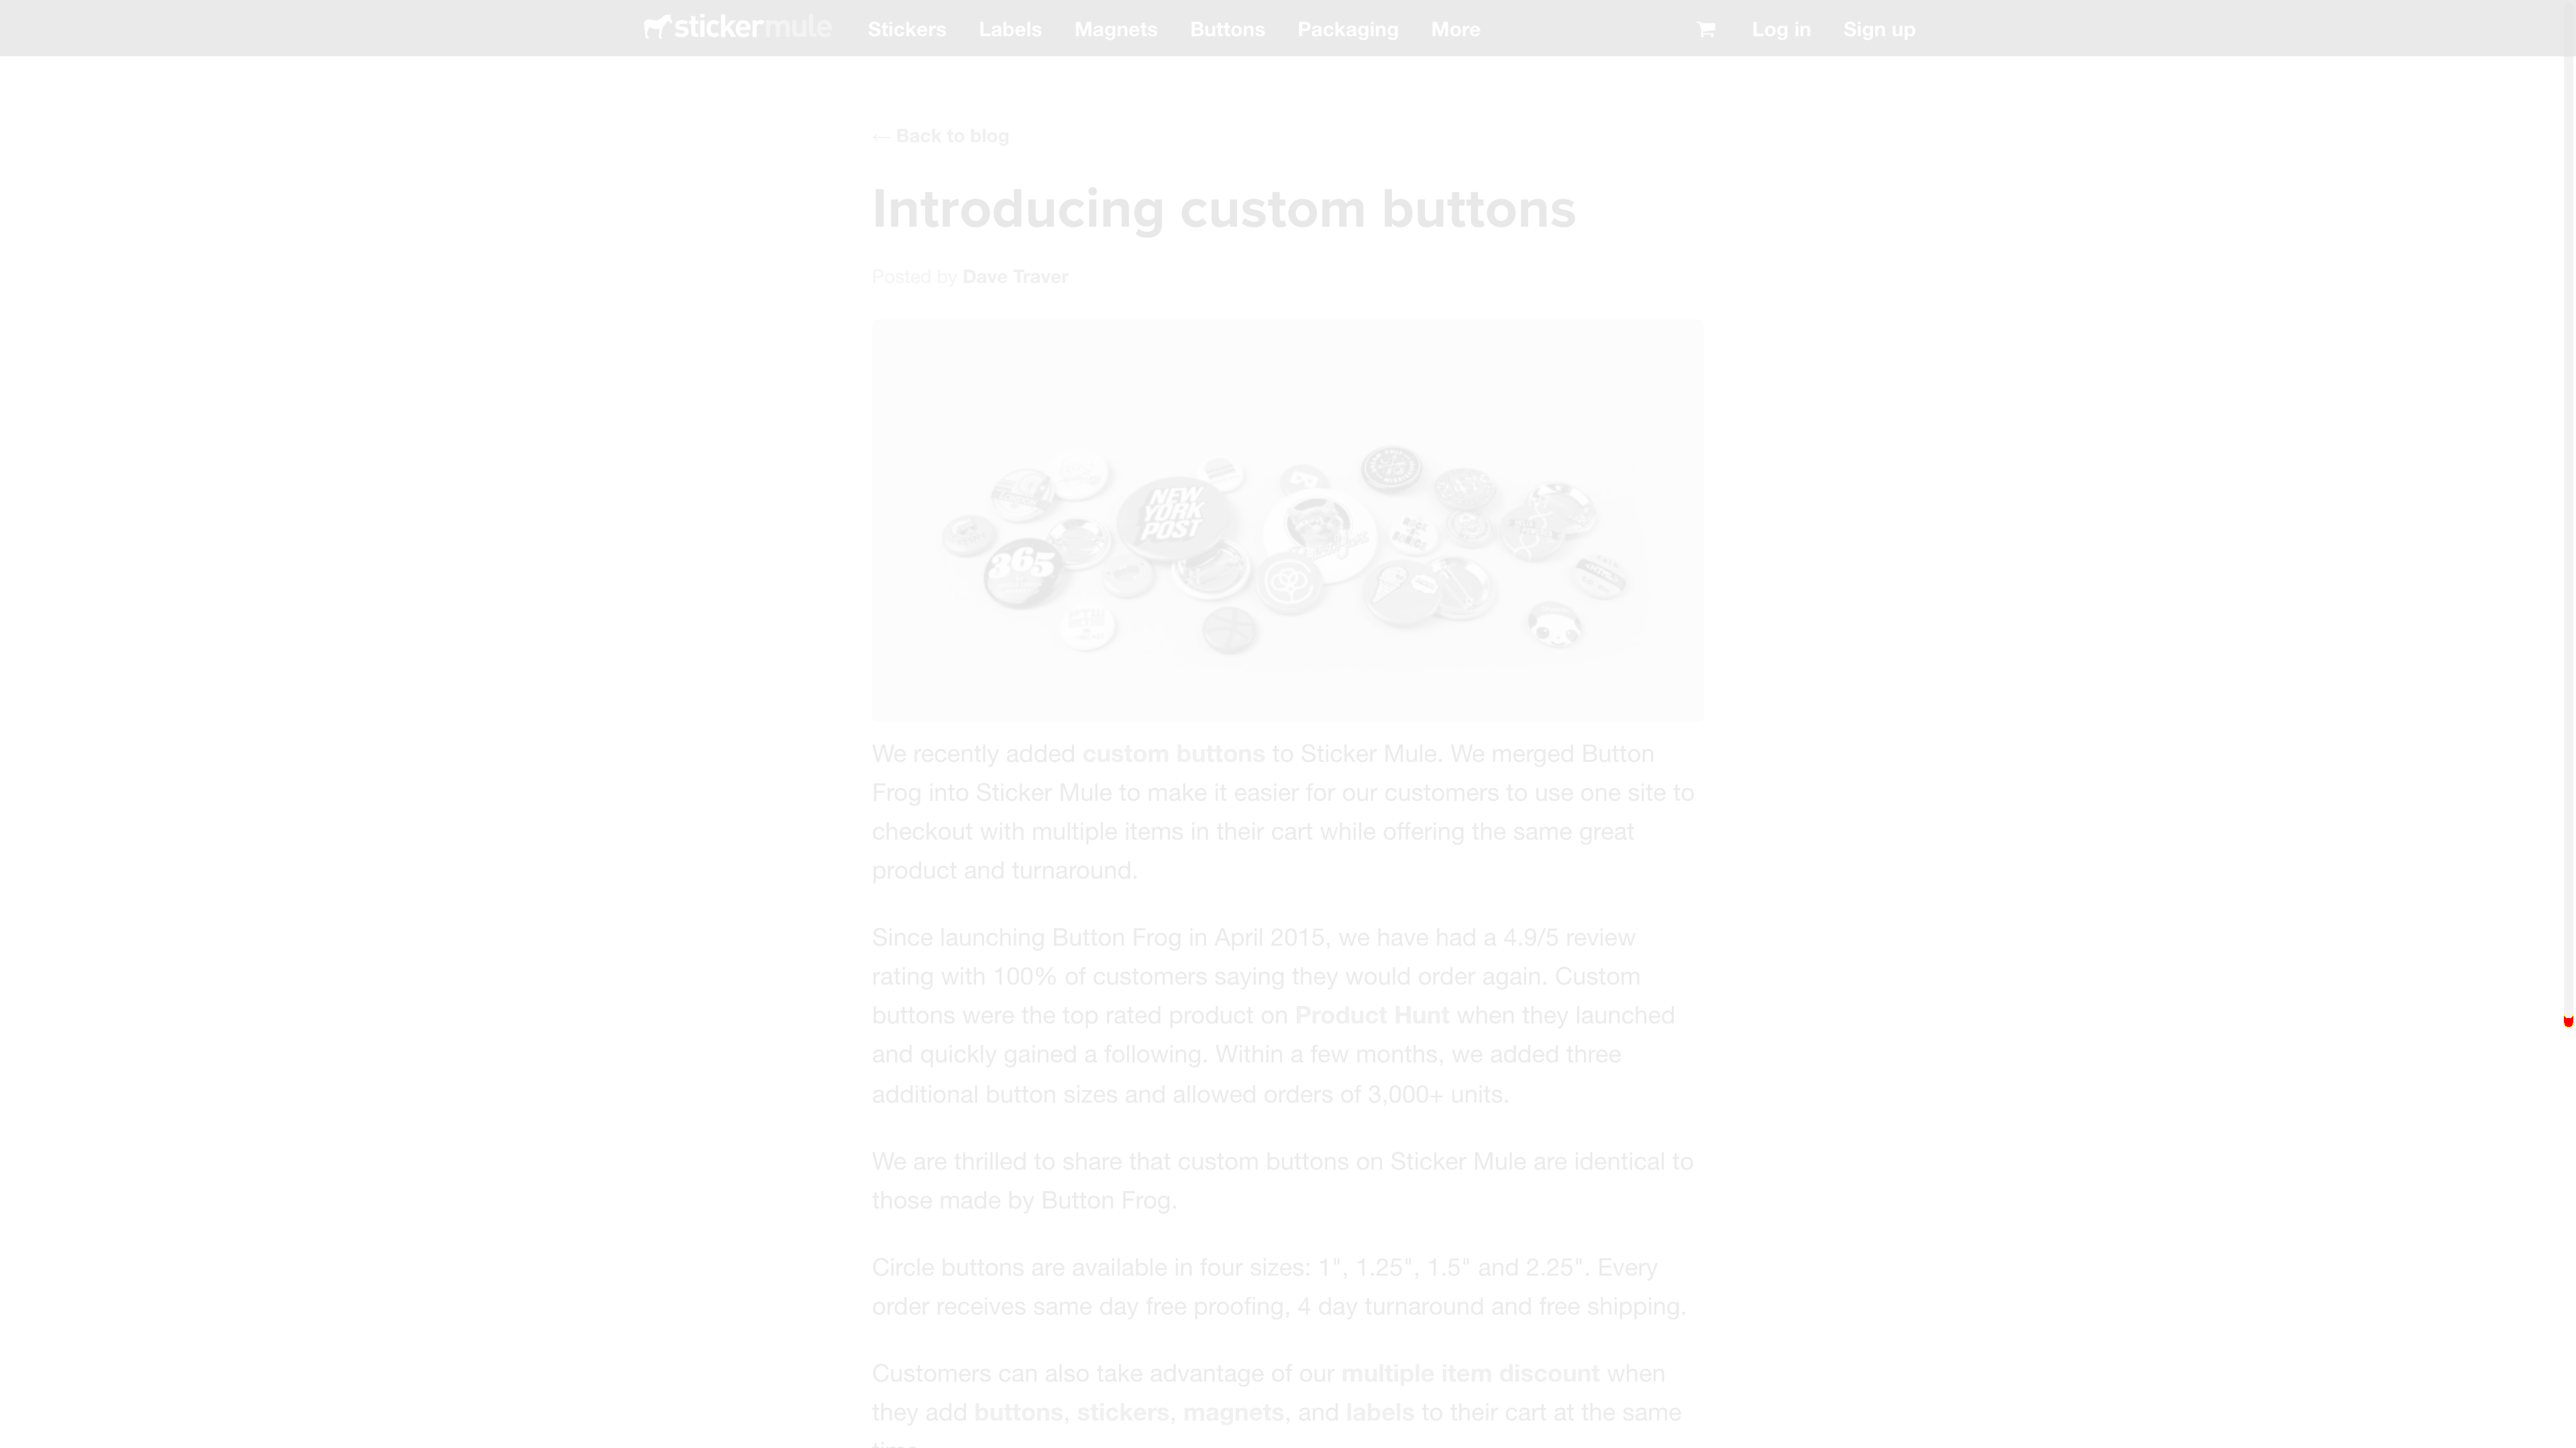 stickermule Stickers Labels Magnets Buttons Packaging More Log in Sign up
← Back to blog
Introducing custom buttons
Posted by Dave Traver
NEW
YORK
POST
365
We recently added custom buttons to Sticker Mule. We merged Button
Frog into Sticker Mule to make it easier for our customers to use one site to
checkout with multiple items in their cart while offering the same great
product and turnaround.
Since launching Button Frog in April 2015, we have had a 4.9/5 review
rating with 100% of customers saying they would order again. Custom
buttons were the top rated product on Product Hunt when they launched
and quickly gained a following. Within a few months, we added three
additional button sizes and allowed orders of 3,000+ units.
We are thrilled to share that custom buttons on Sticker Mule are identical to
those made by Button Frog.
Circle buttons are available in four sizes: 1", 1.25", 1.5" and 2.25". Every
order receives same day free proofing, 4 day turnaround and free shipping.
Customers can also take advantage of our multiple item discount when
they add buttons, stickers, magnets, and labels to their cart at the same